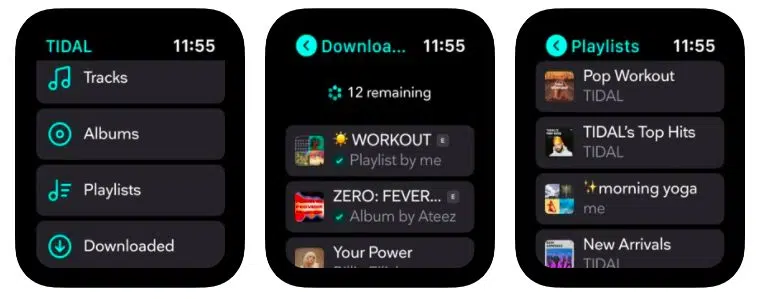 TIDAL 11:55
Tracks
Albums
Playlists
Downloaded
Downloa... 11:55
12 remaining
WORKOUT E
Playlist by me
ZERO: FEVER... E
Album by Ateez
Your Power
Playlists 11:55
Pop Workout
TIDAL
TIDAL's Top Hits
TIDAL
✨morning yoga
me
New Arrivals
TIDAL